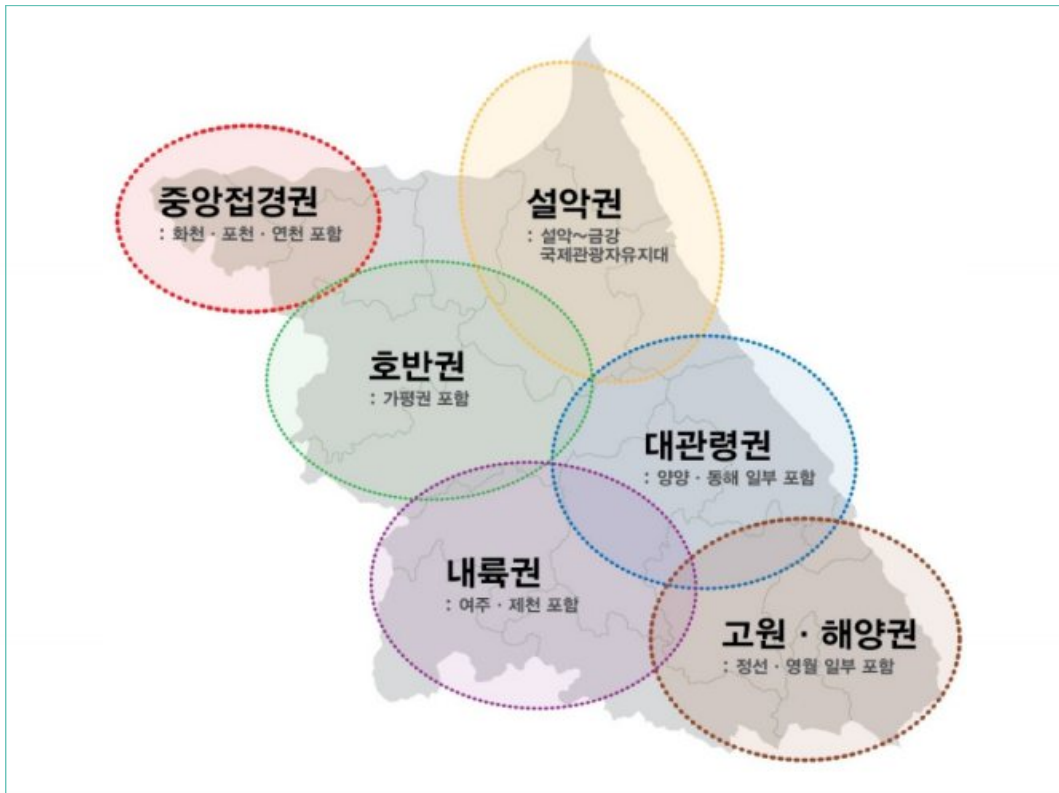 중앙접경권
: 화천 · 포천 · 연천 포함
설악권
: 설악~금강
국제관광자유지대
호반권
: 가평권 포함
대관령권
: 양양 · 동해 일부 포함
내륙권
: 여주 · 제천 포함
고원 · 해양권
: 정선 · 영월 일부 포함